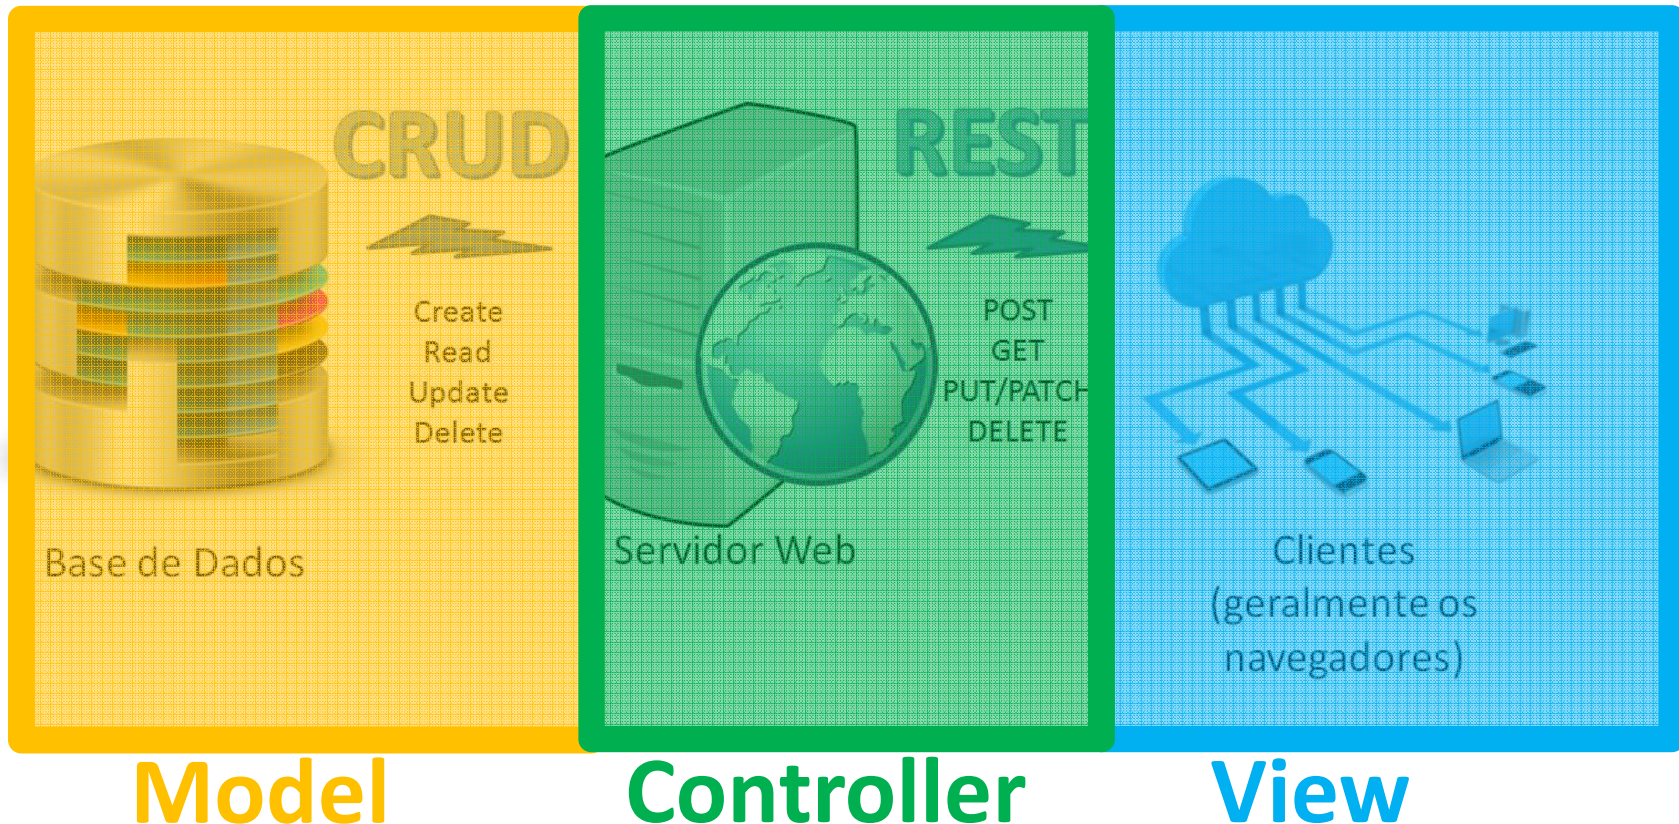 CRUD
Create
Read
Update
Delete
Base de Dados
REST
POST
GET
PUT/PATCH
DELETE
Servidor Web
Clientes
(geralmente os
navegadores)
Model
Controller
View